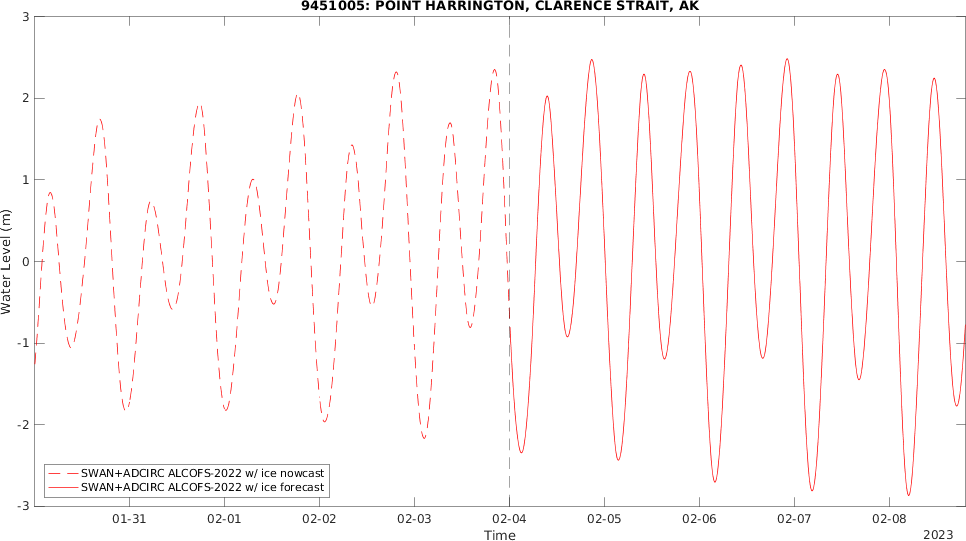 9451005: POINT HARRINGTON, CLARENCE STRAIT, AK
3
2
1
0
-1
-2
-3
Water Level (m)
SWAN+ADCIRC ALCOFS-2022 w/ ice nowcast
SWAN+ADCIRC ALCOFS-2022 w/ ice forecast
01-31 02-01 02-02 02-03 02-04 02-05 02-06 02-07 02-08
Time
2023